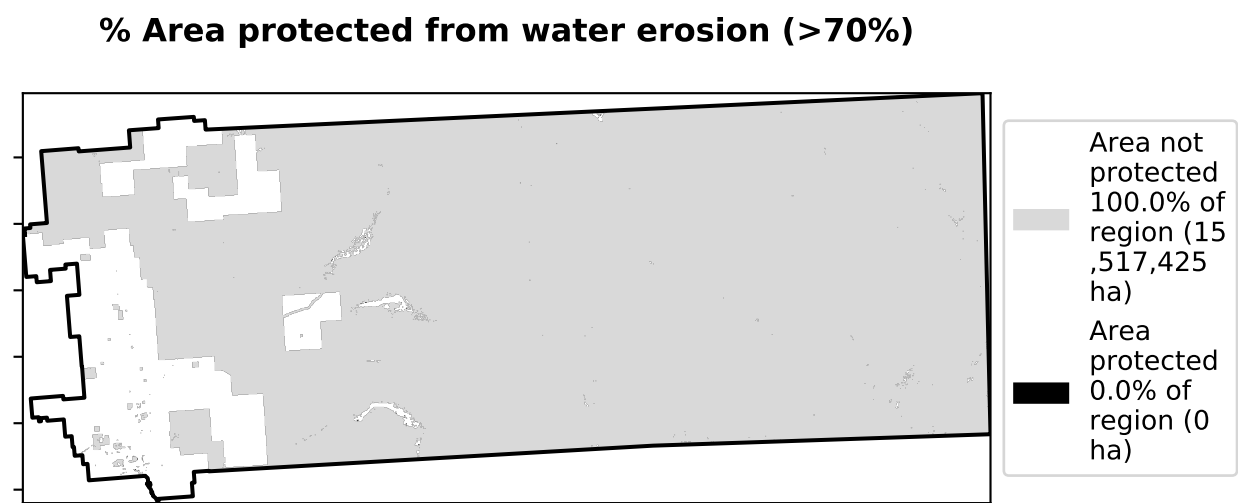 % Area protected from water erosion (>70%)
Area not
protected
100.0% of
region (15
,517,425
ha)
Area
protected
0.0% of
region (0
ha)